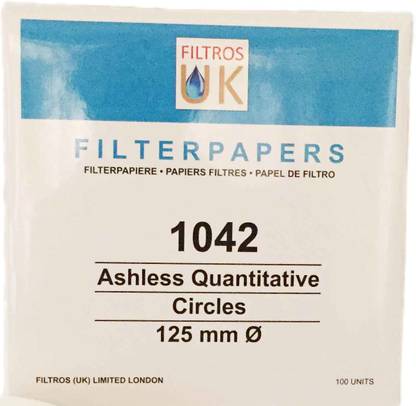 FILTROS
UK
FILTERPAPERS
FILTERPAPIERE • PAPIERS FILTRES • PAPEL DE FILTRO
1042
Ashless Quantitative
Circles
125 mm Ø
FILTROS (UK) LIMITED LONDON
100 UNITS